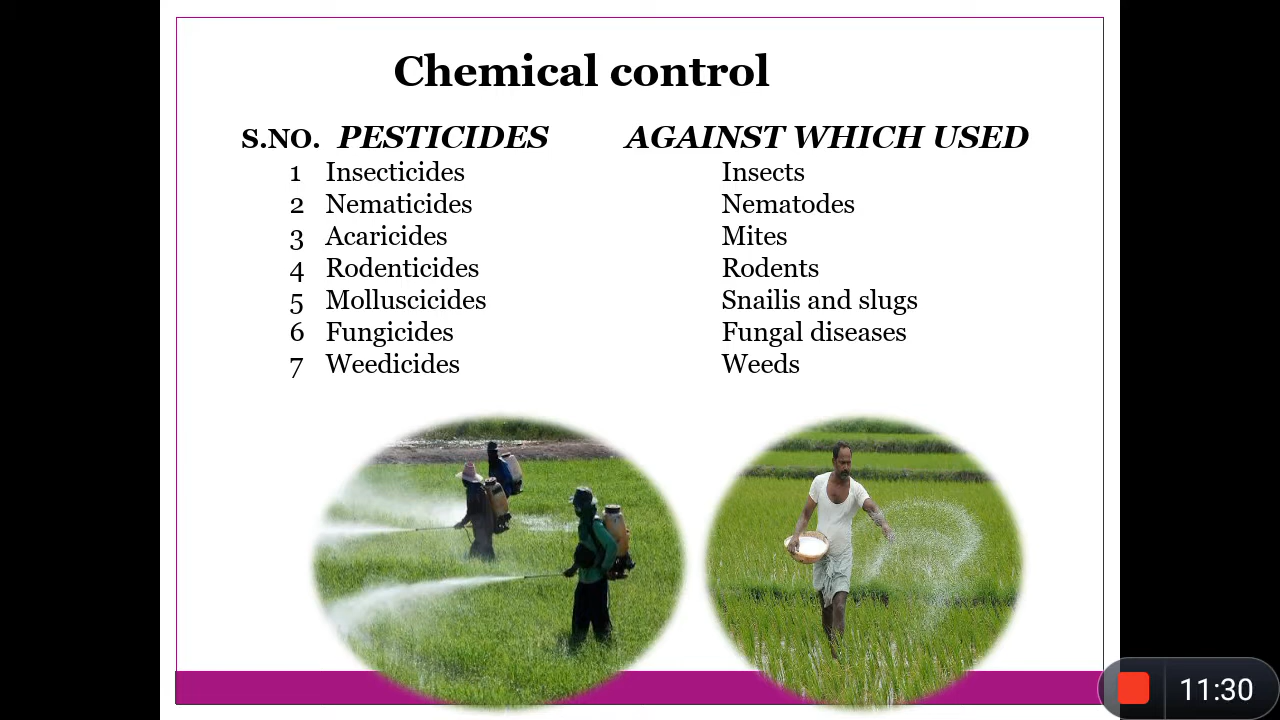 Chemical control
S.NO. PESTICIDES AGAINST WHICH USED
1 Insecticides Insects
2 Nematicides Nematodes
3 Acaricides Mites
4 Rodenticides Rodents
5 Molluscicides Snailis and slugs
6 Fungicides Fungal diseases
7 Weedicides Weeds
11:30